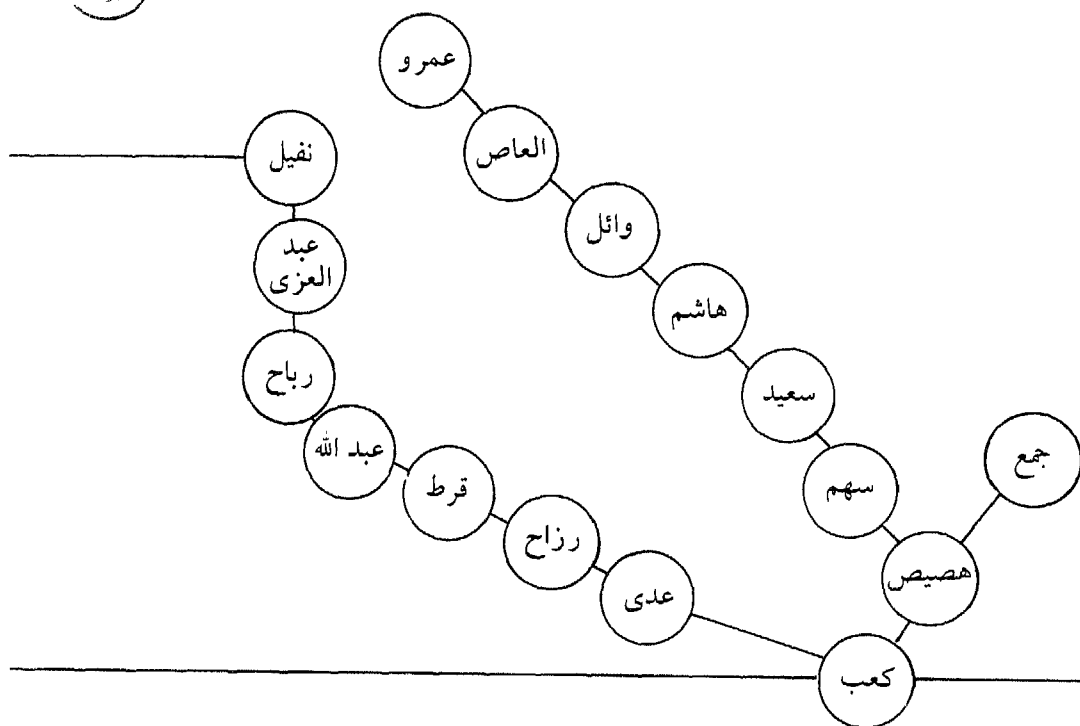 عمرو
العاص
وائل
هاشم
سعيد
سهم
هصيص
جمع
نفيل
عبد
العزى
رباح
عبد الله
قرط
رزاح
عدى
كعب